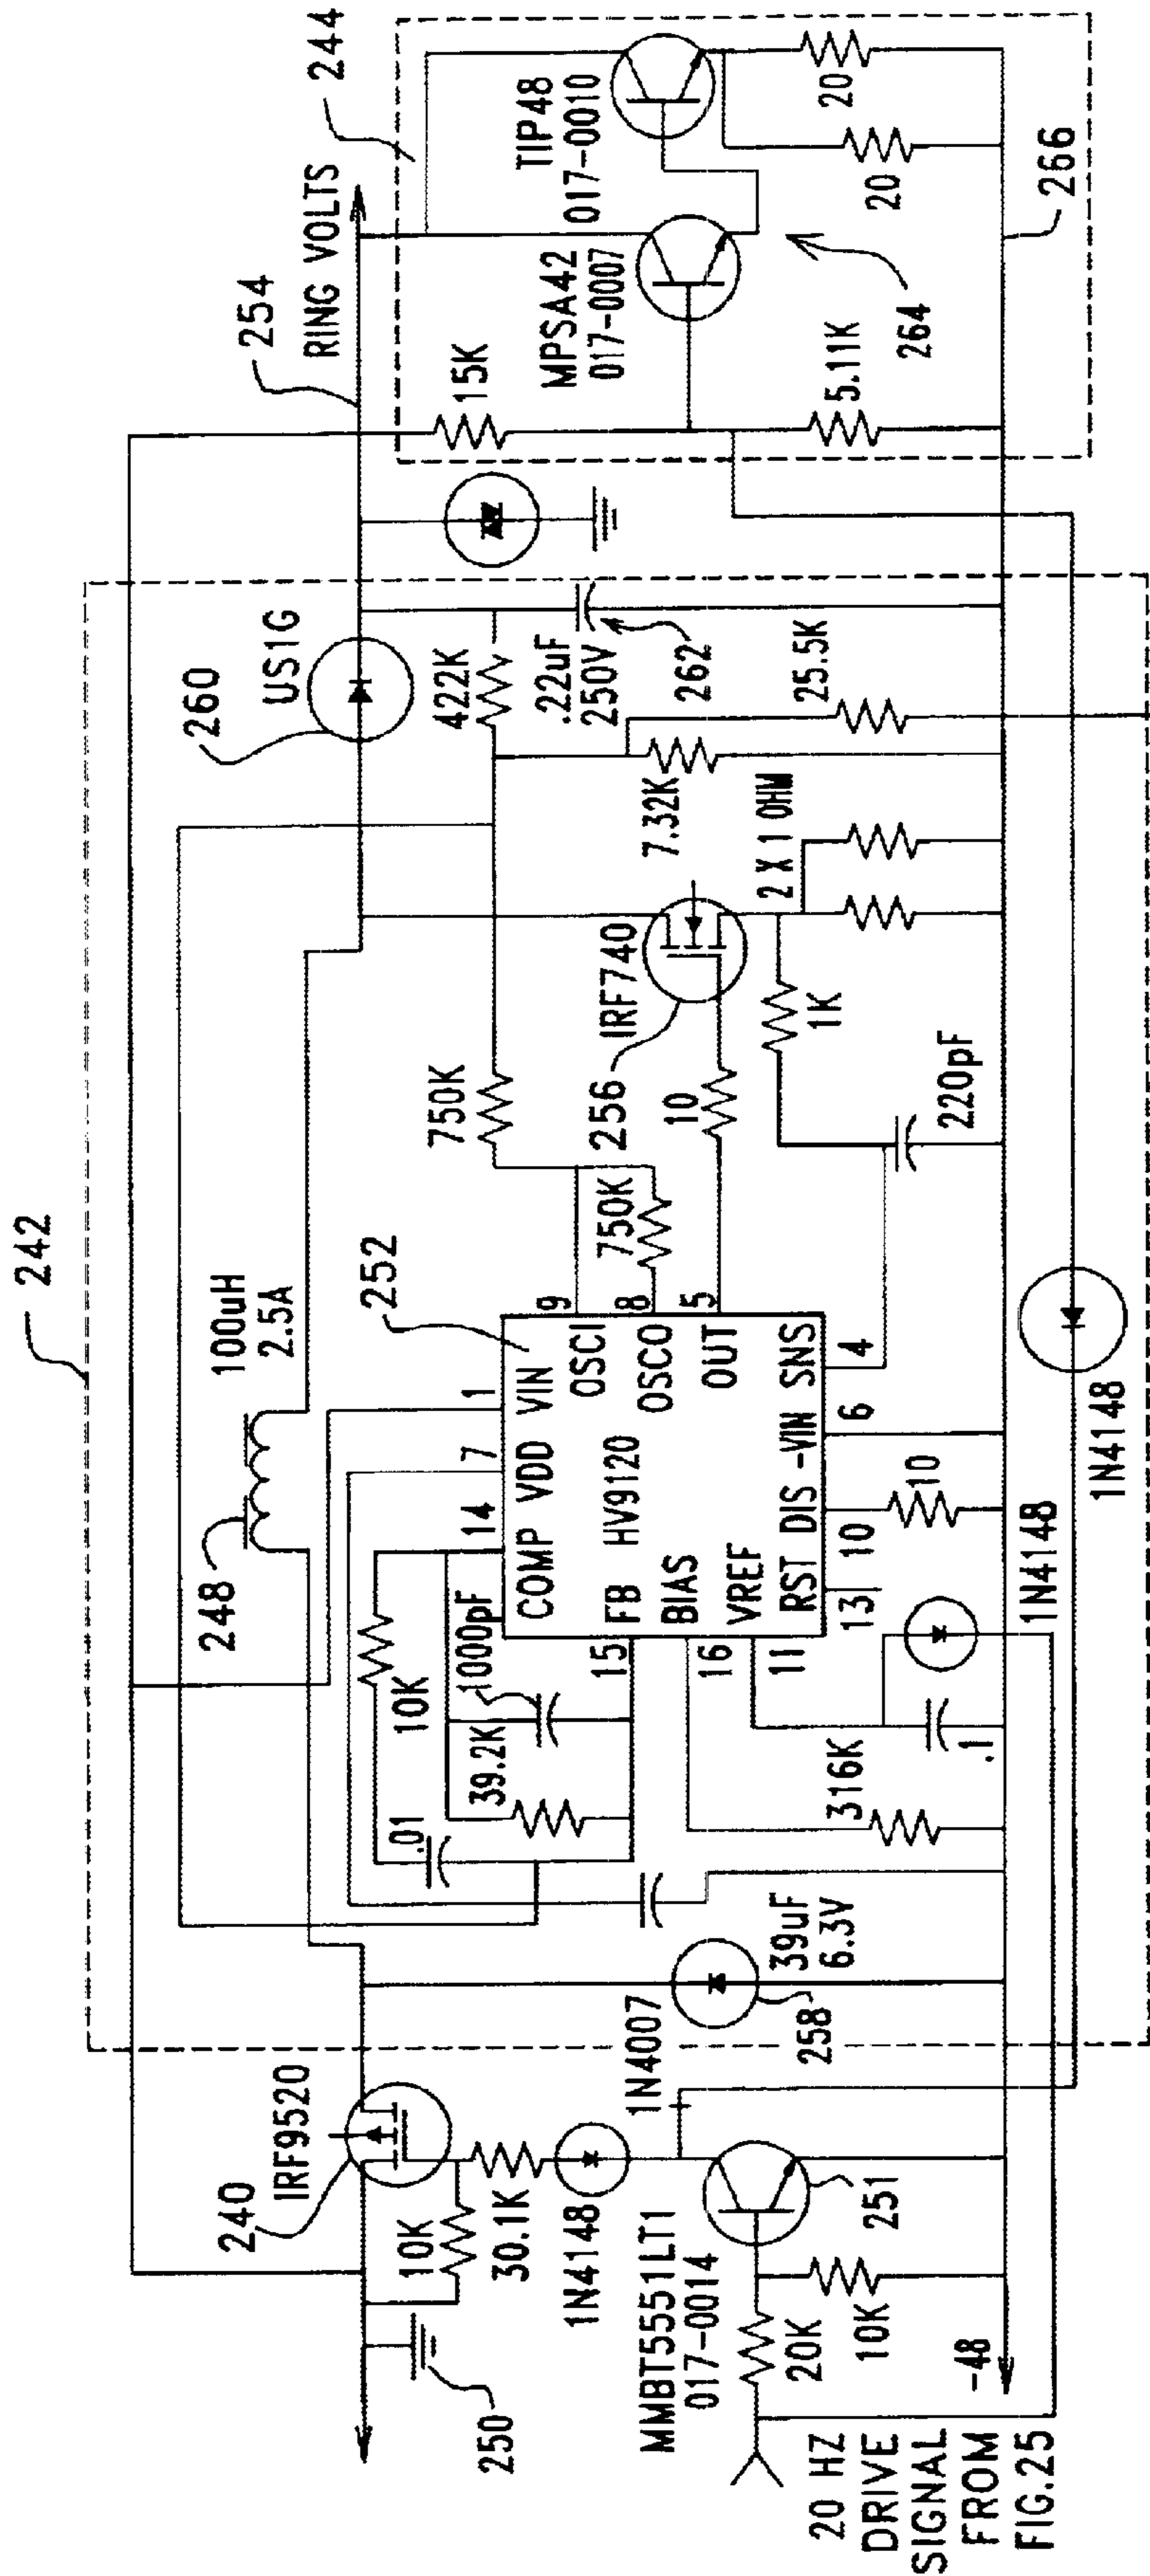 242
244
254
RING VOLTS
260
US1G
100uH
2.5A
248
240
IRF9520
250
10K
30.1K
1N4148
1N4007
258
39uF
6.3V
MMBT5551LT1
017-0014
251
20K
10K
-48
20 HZ
DRIVE
SIGNAL
FROM
FIG.25
.01
10K
39.2K
1000pF
316K
.1
1N4148
1N4148
252
14
7
1
COMP
VDD
VIN
9
OSCI
8
OSCO
5
OUT
HV9120
15
FB
16
BIAS
11
VREF
13
RST
10
DIS
6
-VIN
4
SNS
10
750K
750K
256
IRF740
10
1K
220pF
2 X 1 OHM
422K
7.32K
25.5K
.22uF
250V
262
15K
5.11K
MPSA42
017-0007
TIP48
017-0010
264
20
20
266